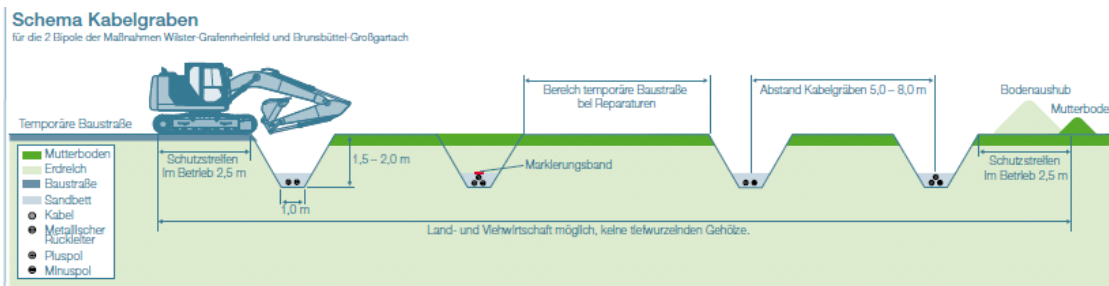 Schema Kabelgraben
für die 2 Bipole der Maßnahmen Wilster-Grafenrheinfeld und Brunsbüttel-Großgartach
Bereich temporäre Baustraße
bei Reparaturen
Abstand Kabelgräben 5,0 – 8,0 m
Bodenaushub
Mutterbode
Temporäre Baustraße
Mutterboden
Erdreich
Baustraße
Sandbett
Kabel
Metallischer
Rückleiter
Pluspol
Minuspol
Schutzstreifen
Im Betrieb 2,5 m
1,5 – 2,0 m
1,0 m
Markierungsband
Schutzstreifen
Im Betrieb 2,5 m
Land- und Viehwirtschaft möglich, keine tiefwurzelnden Gehölze.